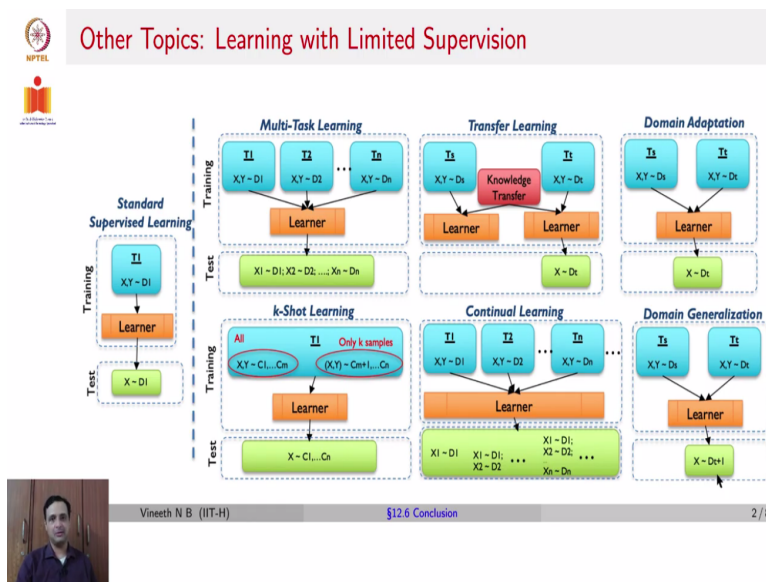 Other Topics: Learning with Limited Supervision
NPTEL
Standard
Supervised Learning
Training
T1
X,Y ~ D1
Learner
Test
X ~ D1
Multi-Task Learning
Training
T1
X,Y ~ D1
T2
X,Y ~ D2
...
Tn
X,Y ~ Dn
Learner
Test
X1 ~ D1; X2 ~ D2; ....; Xn ~ Dn
Transfer Learning
Ts
X,Y ~ Ds
Knowledge
Transfer
Tt
X,Y ~ Dt
Learner
Learner
X ~ Dt
Domain Adaptation
Ts
X,Y ~ Ds
Tt
X,Y ~ Dt
Learner
X ~ Dt
k-Shot Learning
Training
All
T1
Only k samples
X,Y ~ C1,...Cm
(X,Y) ~ Cm+1,...Cn
Learner
Test
X ~ C1,...Cn
Continual Learning
T1
X,Y ~ D1
T2
X,Y ~ D2
...
Tn
X,Y ~ Dn
...
Learner
X1 ~ D1
X1 ~ D1;
X2 ~ D2
...
X1 ~ D1;
X2 ~ D2;
Xn ~ Dn
...
Domain Generalization
Ts
X,Y ~ Ds
Tt
X,Y ~ Dt
Learner
X ~ Dt+1
Vineeth N B (IIT-H)
§12.6 Conclusion
2 /